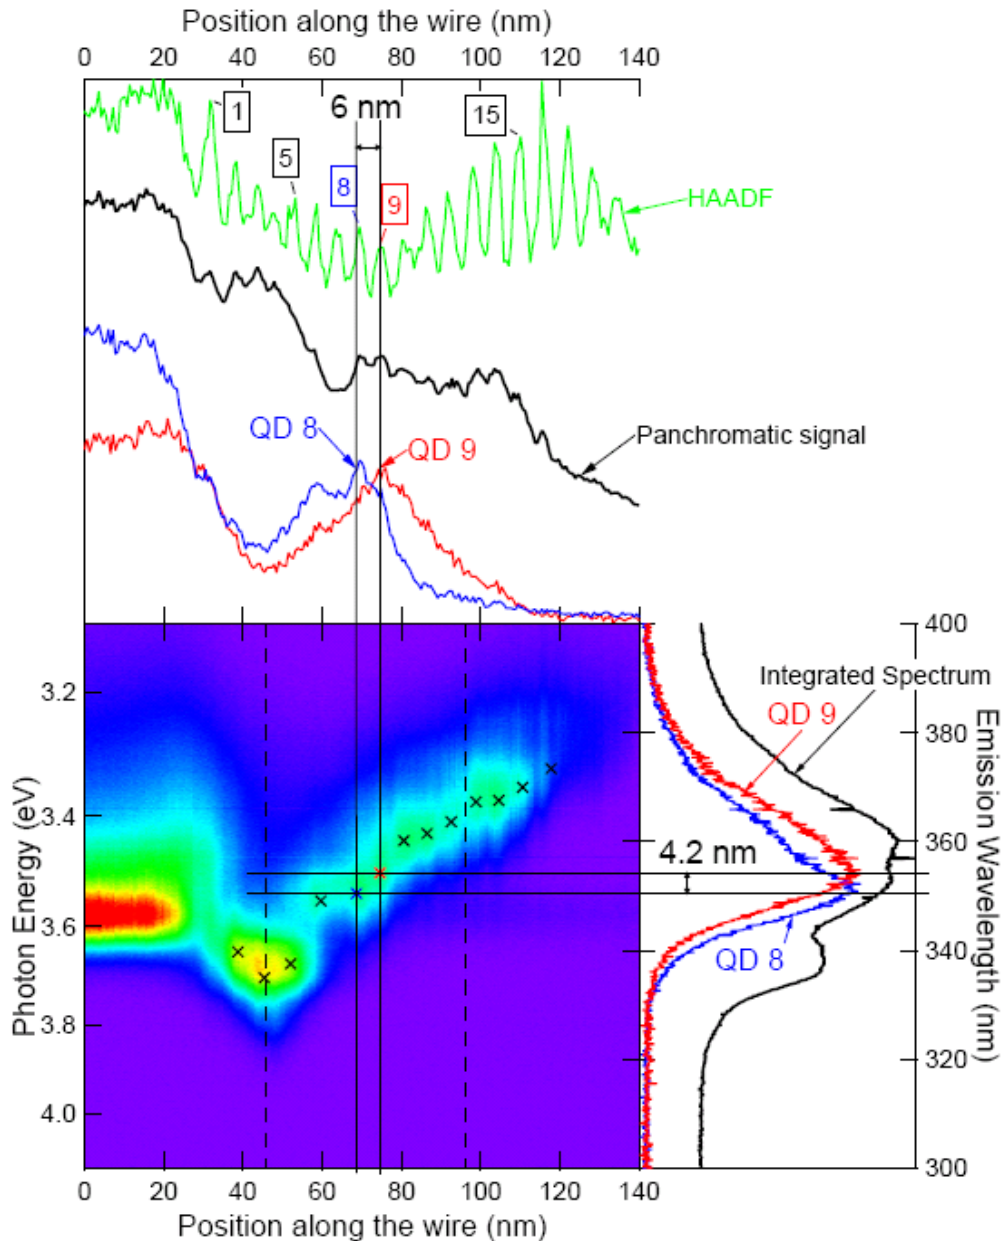 Position along the wire (nm)
0 20 40 60 80 100 120 140
1
6 nm
15
5
8
9
HAADF
QD 8
QD 9
Panchromatic signal
400
Integrated Spectrum
QD 9
3.2
380
3.4
360
4.2 nm
3.6
QD 8
340
3.8
320
4.0
300
Photon Energy (eV)
Emission Wavelength (nm)
0 20 40 60 80 100 120 140
Position along the wire (nm)